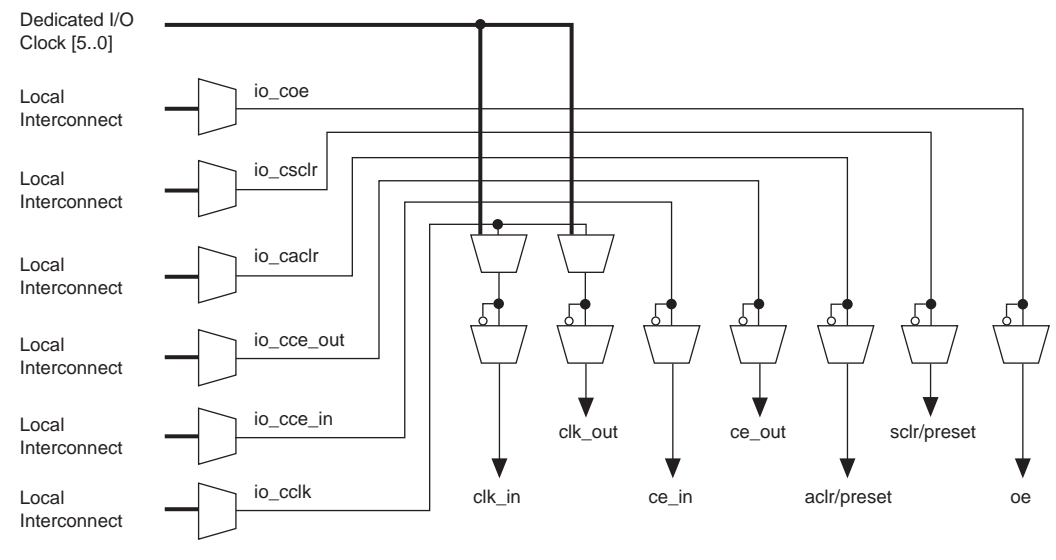 Dedicated I/O
Clock [5..0]
Local
Interconnect
io_coe
Local
Interconnect
io_csclr
Local
Interconnect
io_caclr
Local
Interconnect
io_cce_out
Local
Interconnect
io_cce_in
Local
Interconnect
io_cclk
clk_out
ce_out
sclr/preset
clk_in
ce_in
aclr/preset
oe